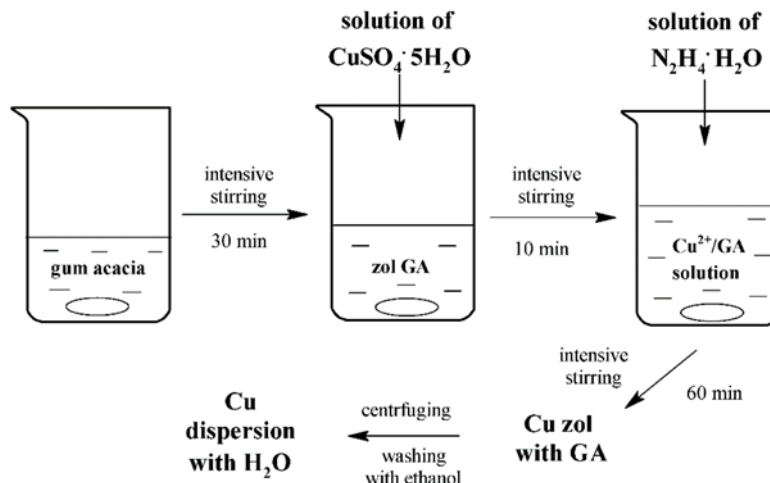 solution of
CuSO₄·5H₂O
solution of
N₂H₄·H₂O
intensive
stirring
30 min
intensive
stirring
10 min
gum acacia
zol GA
Cu²⁺/GA
solution
intensive
stirring
60 min
Cu zol
with GA
centrfuging
washing
with ethanol
Cu
dispersion
with H₂O